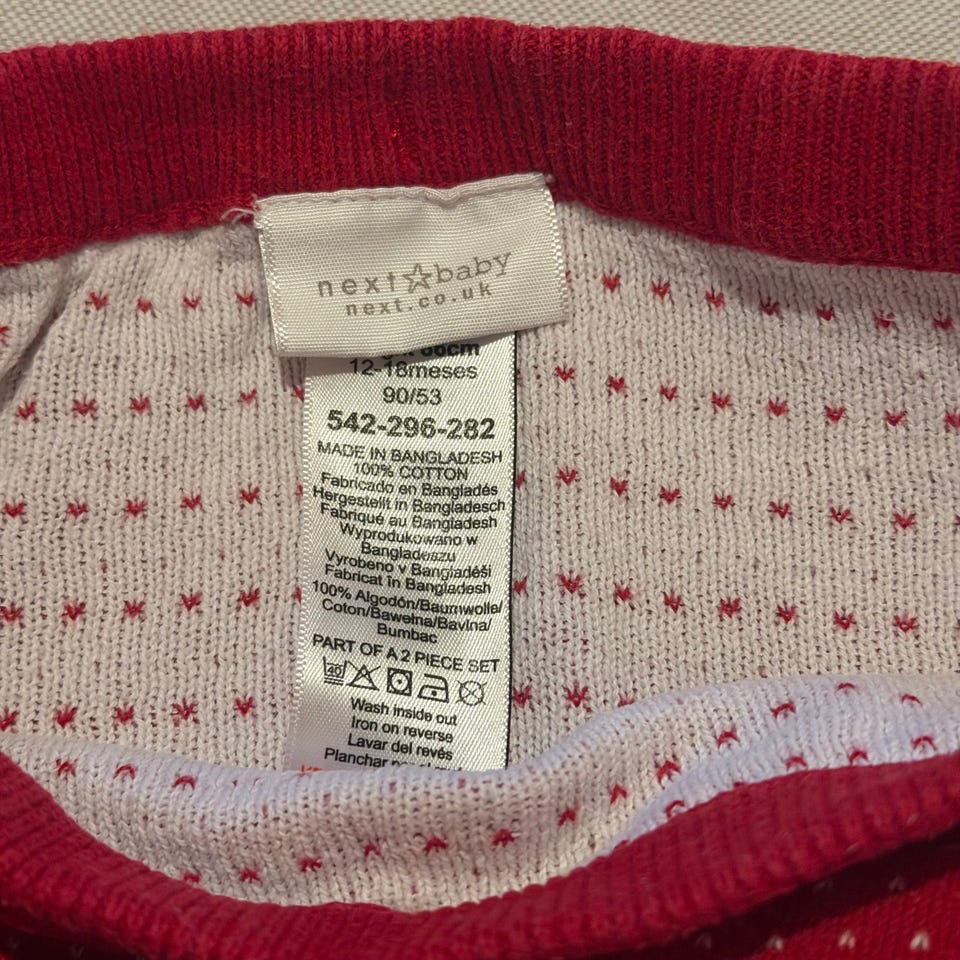 next☆baby
next.co.uk
12-18meses
90/53
542-296-282
MADE IN BANGLADESH
100% COTTON
Fabricado en Bangladés
Hergestellt in Bangladesch
Fabriqué au Bangladesh
Wyprodukowano w
Bangladeszu
Vyrobeno v Bangladéši
Fabricat în Bangladesh
100% Algodón/Baumwolle/
Coton/Bawełna/Bavlna/
Bumbac
PART OF A 2 PIECE SET
40
Wash inside out
Iron on reverse
Lavar del revés
Planchar